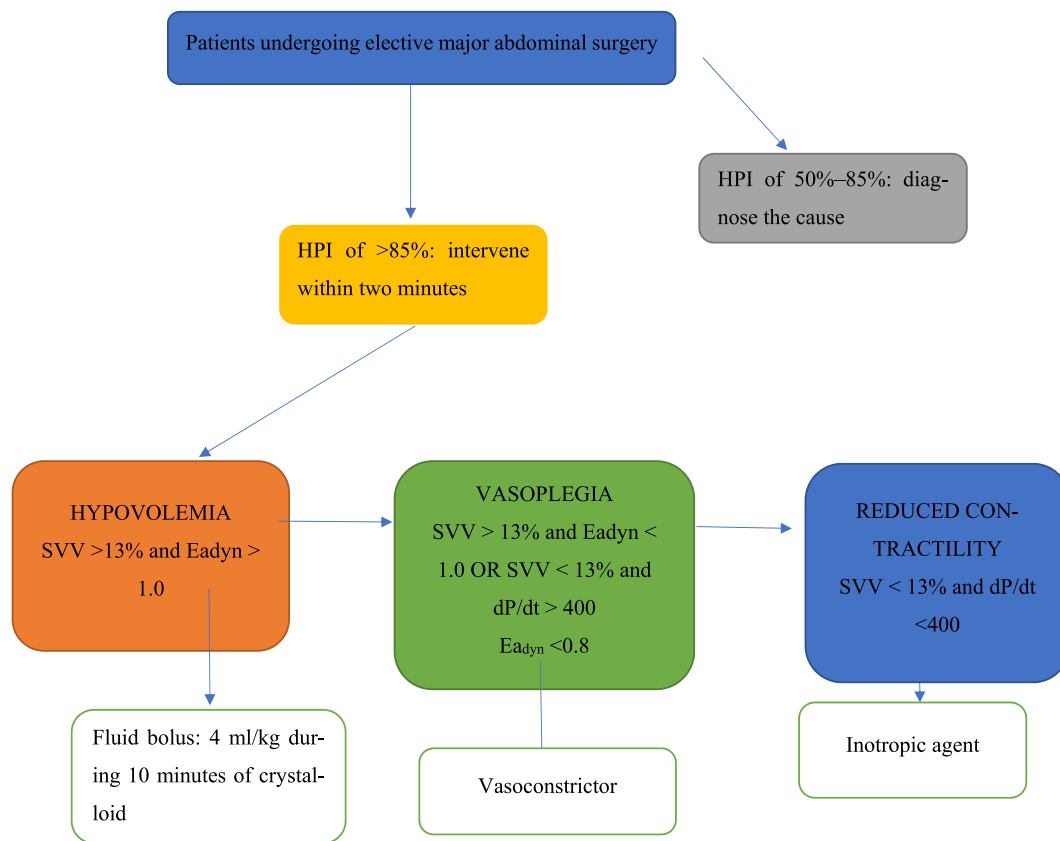 Patients undergoing elective major abdominal surgery
HPI of 50%–85%: diag-
nose the cause
HPI of >85%: intervene
within two minutes
HYPOVOLEMIA
SVV >13% and Eadyn >
1.0
VASOPLEGIA
SVV > 13% and Eadyn <
1.0 OR SVV < 13% and
dP/dt > 400
Eadyn <0.8
REDUCED CON-
TRACTILITY
SVV < 13% and dP/dt
<400
Fluid bolus: 4 ml/kg dur-
ing 10 minutes of crystal-
loid
Vasoconstrictor
Inotropic agent